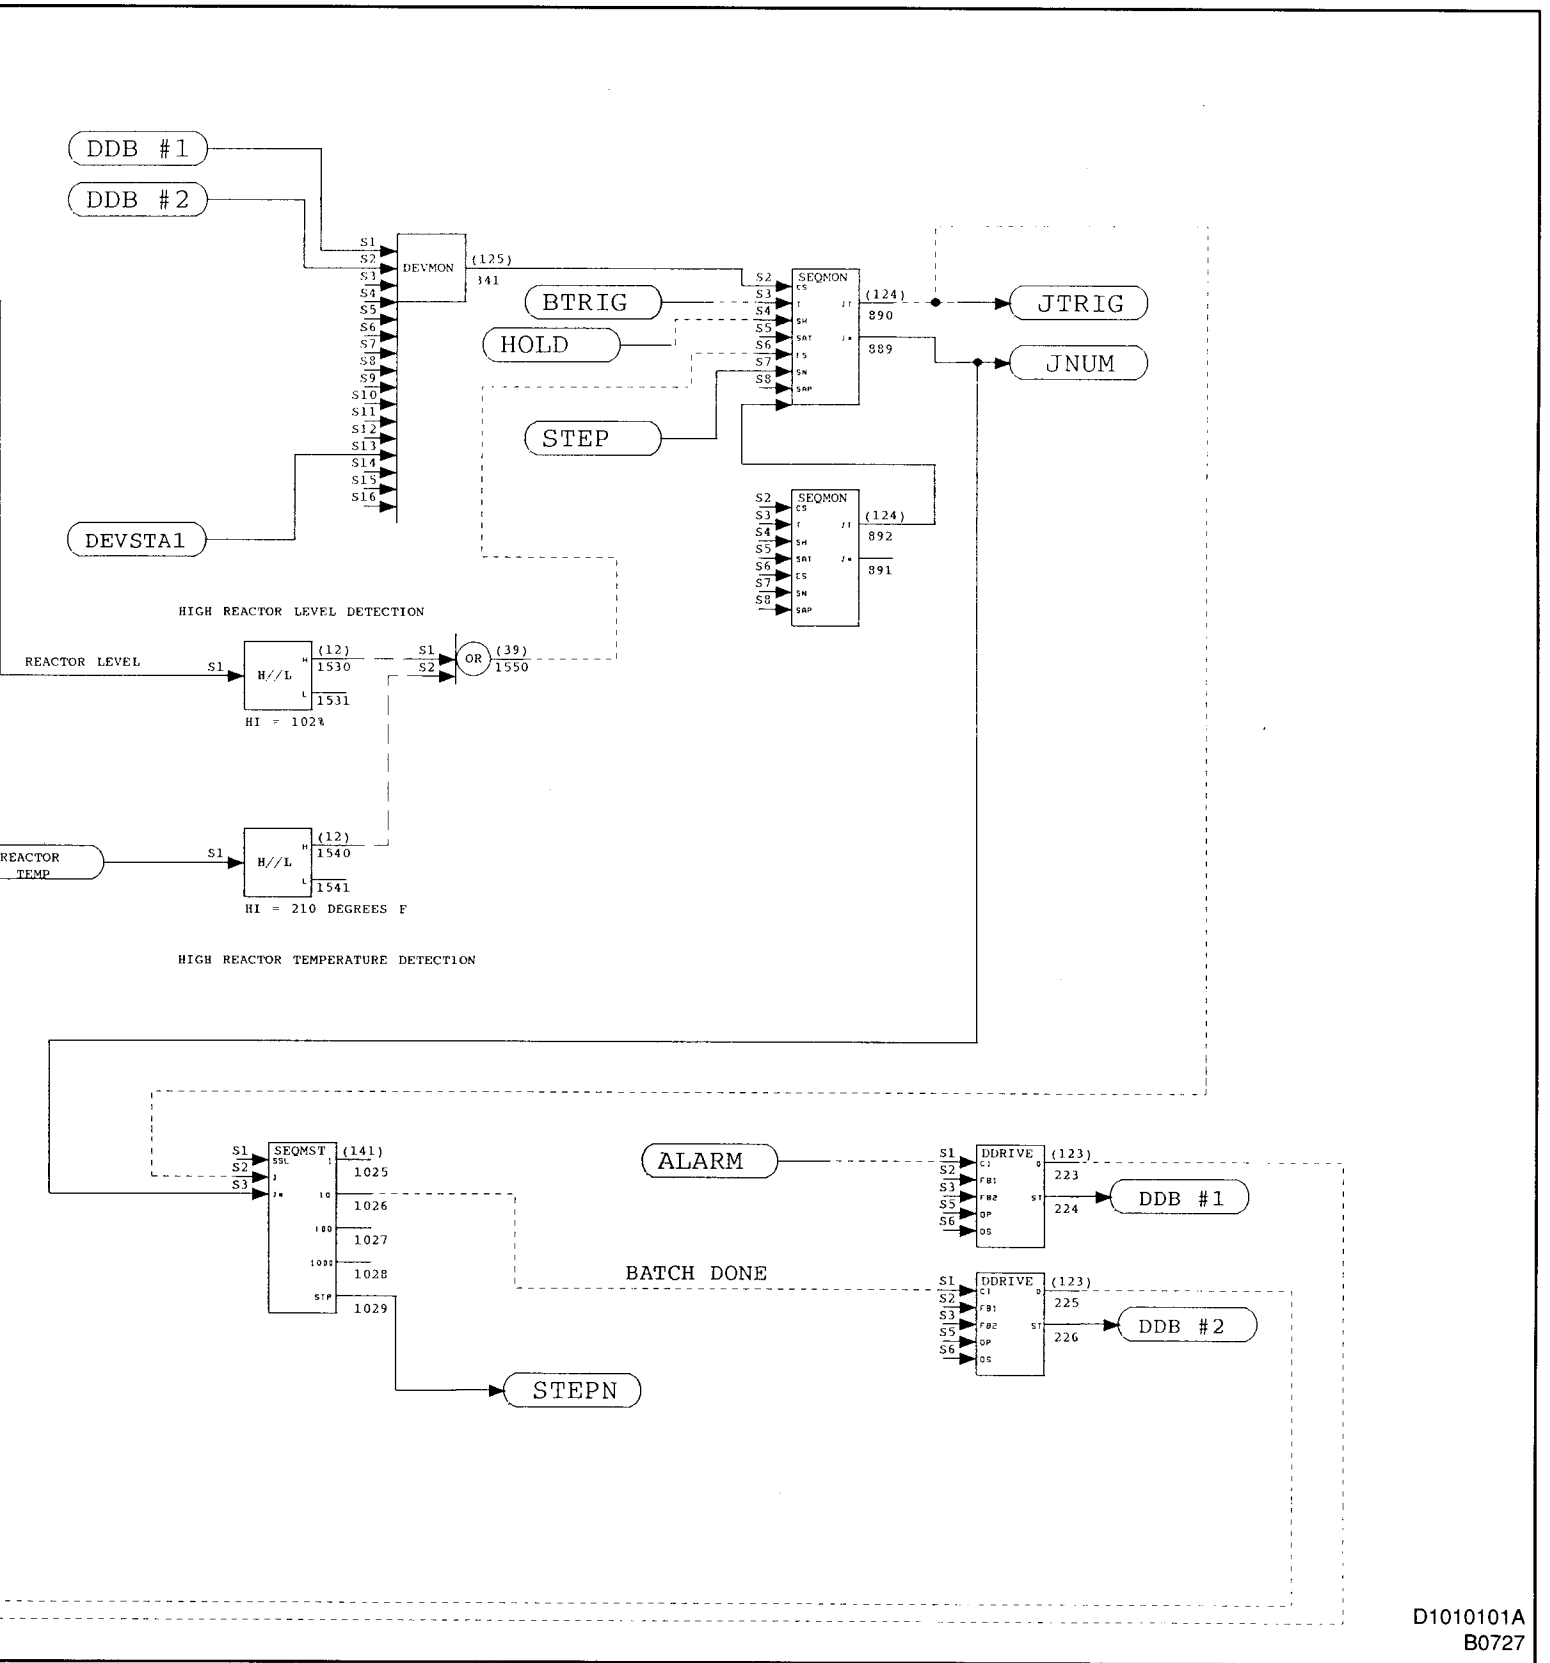 DDB #1
DDB #2
S1
S2
S3
S4
S5
S6
S7
S8
S9
S10
S11
S12
S13
S14
S15
S16
DEVMON
(125)
341
BTRIG
HOLD
STEP
S2
S3
S4
S5
S6
S7
S8
SEQMON
CS
T
SH
SAT
ES
SN
SAP
JT
J#
(124)
890
889
JTRIG
JNUM
DEVSTA1
S2
S3
S4
S5
S6
S7
S8
SEQMON
CS
T
SH
SAT
ES
SN
SAP
JT
J#
(124)
892
891
HIGH REACTOR LEVEL DETECTION
REACTOR LEVEL
S1
H//L
H
L
(12)
1530
1531
HI = 102%
S1
S2
OR
(39)
1550
REACTOR
TEMP
S1
H//L
H
L
(12)
1540
1541
HI = 210 DEGREES F
HIGH REACTOR TEMPERATURE DETECTION
S1
S2
S3
SEQMST
SSL
J
J#
1
10
100
1000
STP
(141)
1025
1026
1027
1028
1029
STEPN
ALARM
BATCH DONE
S1
S2
S3
S5
S6
DDRIVE
CI
FB1
FB2
OP
OS
O
ST
(123)
223
224
DDB #1
S1
S2
S3
S5
S6
DDRIVE
CI
FB1
FB2
OP
OS
O
ST
(123)
225
226
DDB #2
D1010101A
B0727